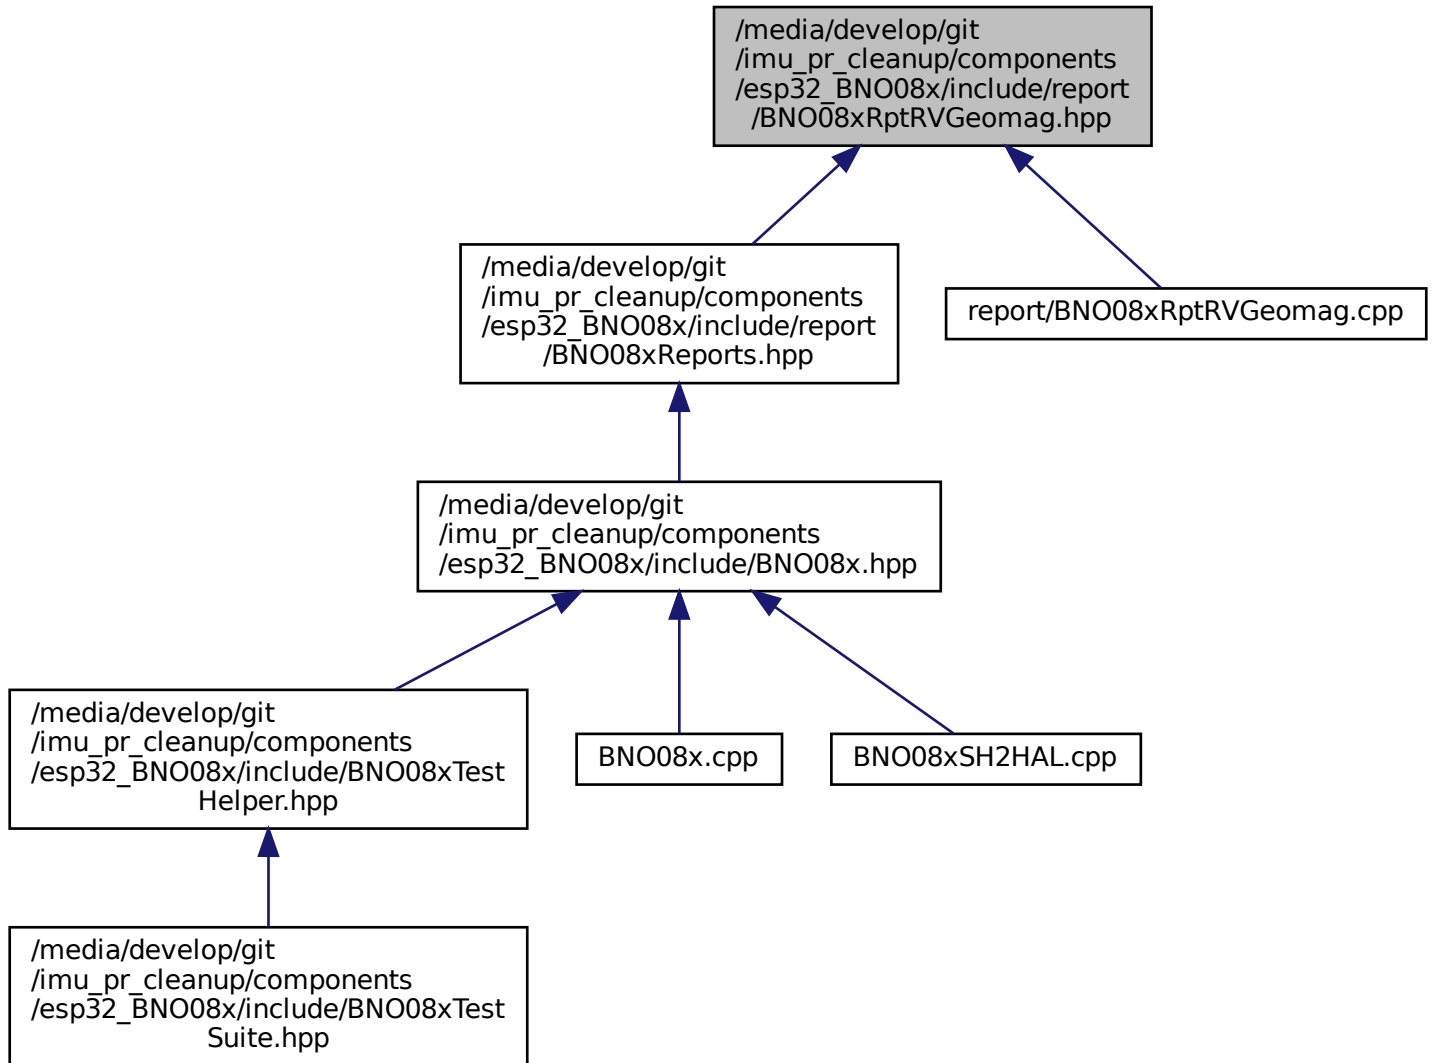 /media/develop/git
/imu_pr_cleanup/components
/esp32_BNO08x/include/report
/BNO08xRptRVGeomag.hpp
/media/develop/git
/imu_pr_cleanup/components
/esp32_BNO08x/include/report
/BNO08xReports.hpp
report/BNO08xRptRVGeomag.cpp
/media/develop/git
/imu_pr_cleanup/components
/esp32_BNO08x/include/BNO08x.hpp
/media/develop/git
/imu_pr_cleanup/components
/esp32_BNO08x/include/BNO08xTest
Helper.hpp
BNO08x.cpp
BNO08xSH2HAL.cpp
/media/develop/git
/imu_pr_cleanup/components
/esp32_BNO08x/include/BNO08xTest
Suite.hpp